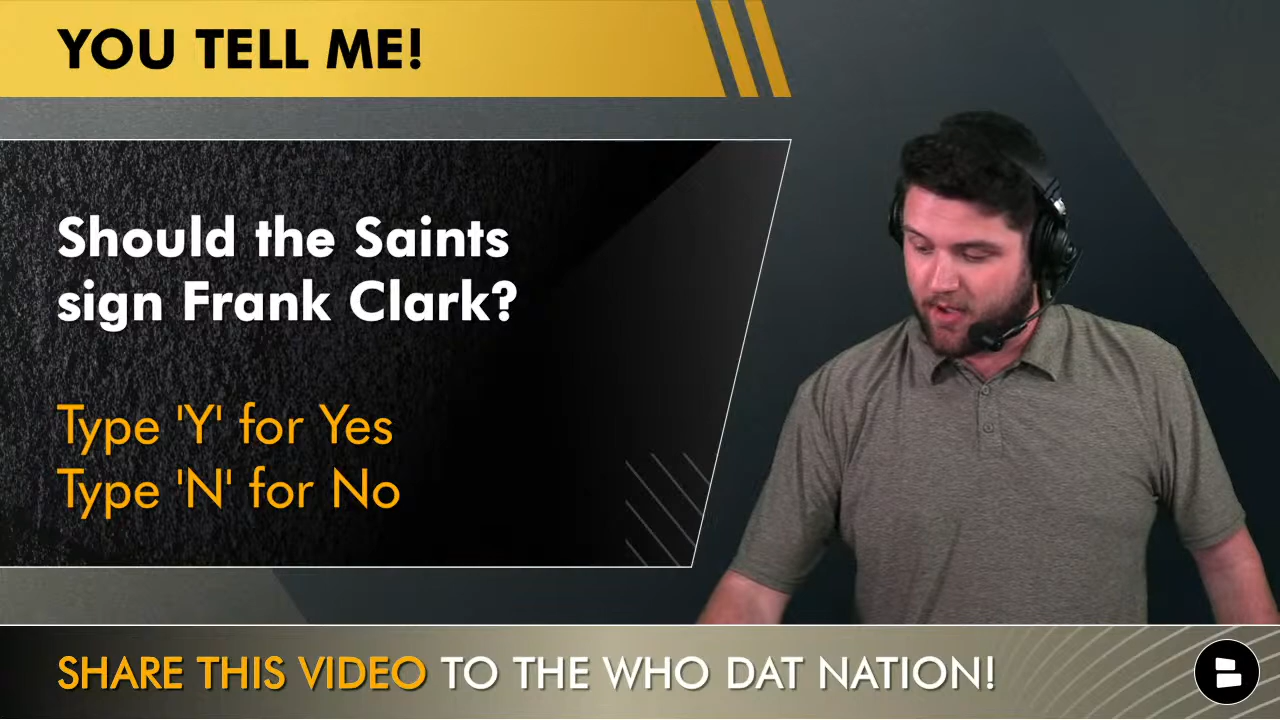 YOU TELL ME!
Should the Saints
sign Frank Clark?
Type 'Y' for Yes
Type 'N' for No
SHARE THIS VIDEO TO THE WHO DAT NATION!